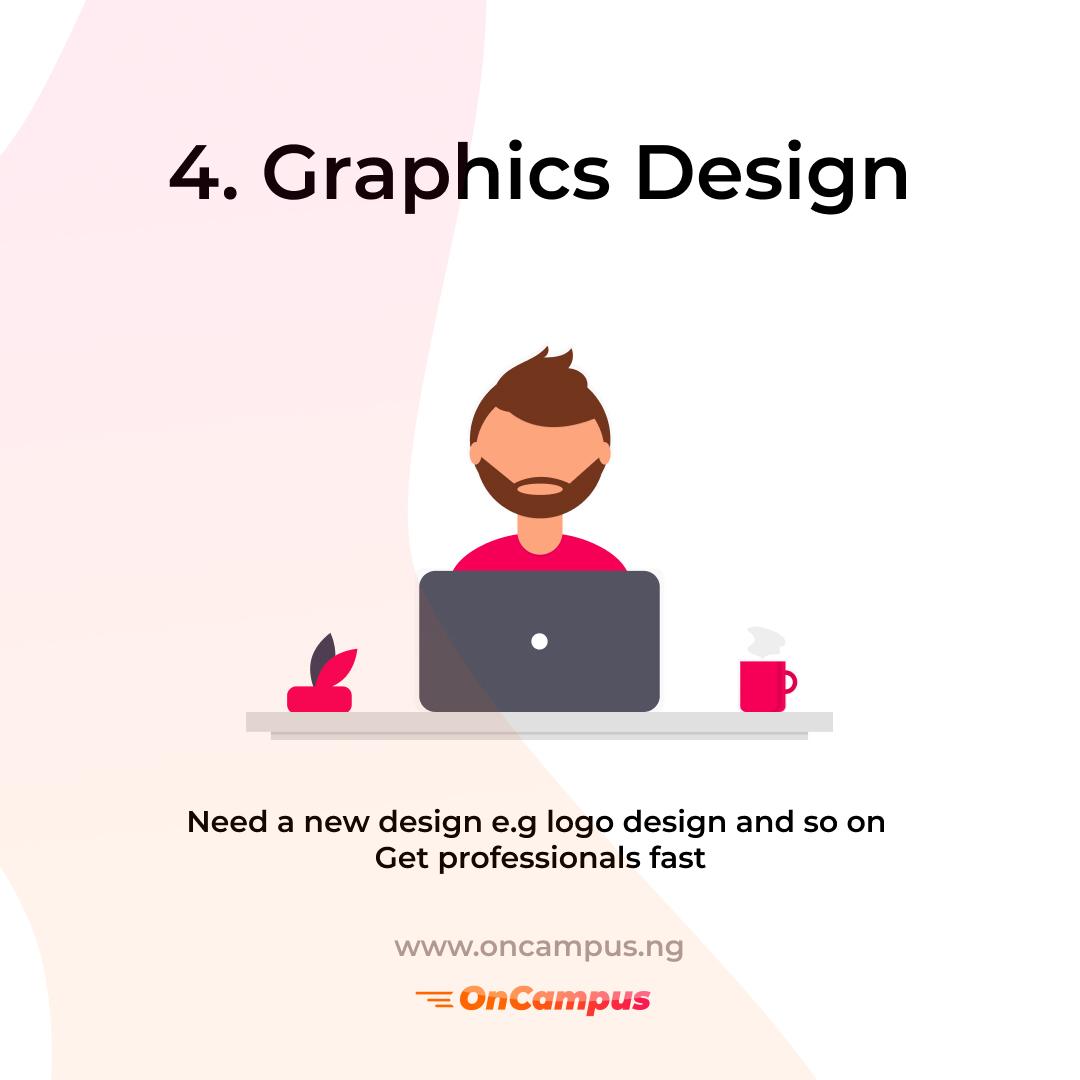 4. Graphics Design
Need a new design e.g logo design and so on
Get professionals fast
www.oncampus.ng
OnCampus